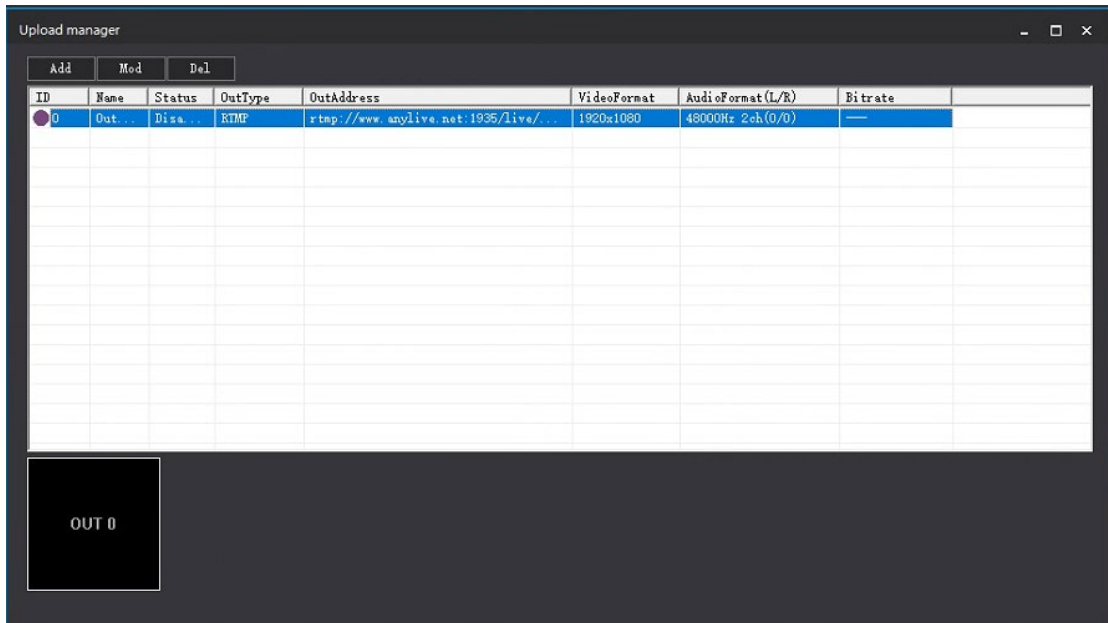 Upload manager
Add Mod Del
ID Name Status OutType OutAddress VideoFormat AudioFormat(L/R) Bitrate
0 Out... Disa... RTMP rtmp://www.anylive.net:1935/live/... 1920x1080 48000Hz 2ch(0/0) —
OUT 0